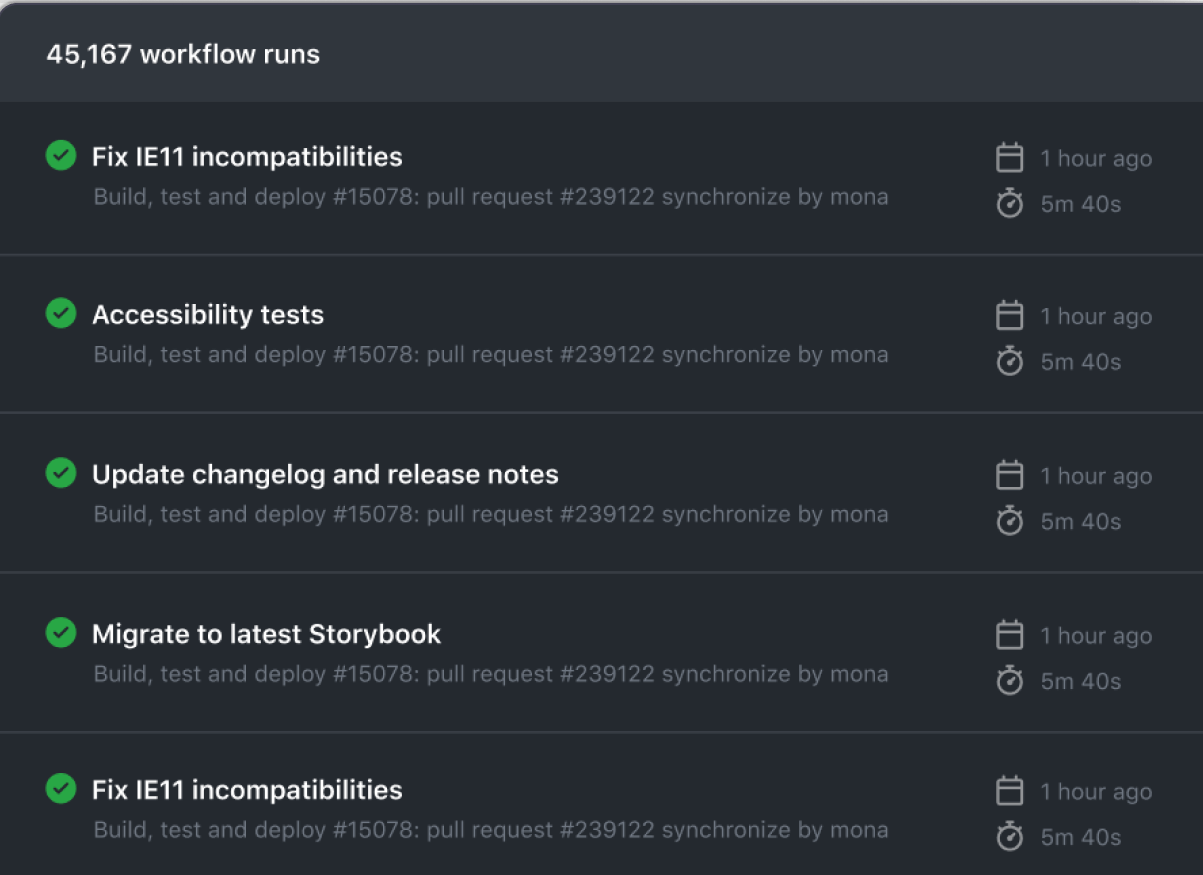 45,167 workflow runs
Fix IE11 incompatibilities
1 hour ago
Build, test and deploy #15078: pull request #239122 synchronize by mona
5m 40s
Accessibility tests
1 hour ago
Build, test and deploy #15078: pull request #239122 synchronize by mona
5m 40s
Update changelog and release notes
1 hour ago
Build, test and deploy #15078: pull request #239122 synchronize by mona
5m 40s
Migrate to latest Storybook
1 hour ago
Build, test and deploy #15078: pull request #239122 synchronize by mona
5m 40s
Fix IE11 incompatibilities
1 hour ago
Build, test and deploy #15078: pull request #239122 synchronize by mona
5m 40s